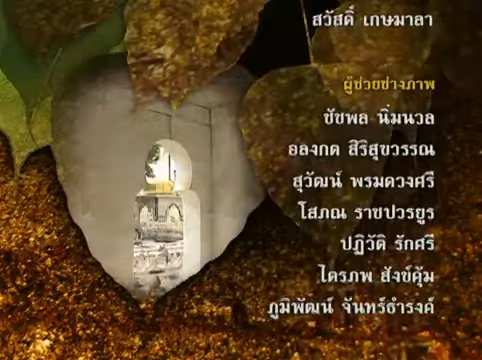 สวัสดิ์ เกษมาลา
ผู้ช่วยช่างภาพ
ชัชพล นิ่มนวล
อลงกต สิริสุขวรรณ
สุวัฒน์ พรมดวงศรี
โสภณ ราชปวรยูร
ปฏิวัติ รักศรี
ไตรภพ สังข์คุ้ม
ภูมิพัฒน์ จันทร์ธำรงค์